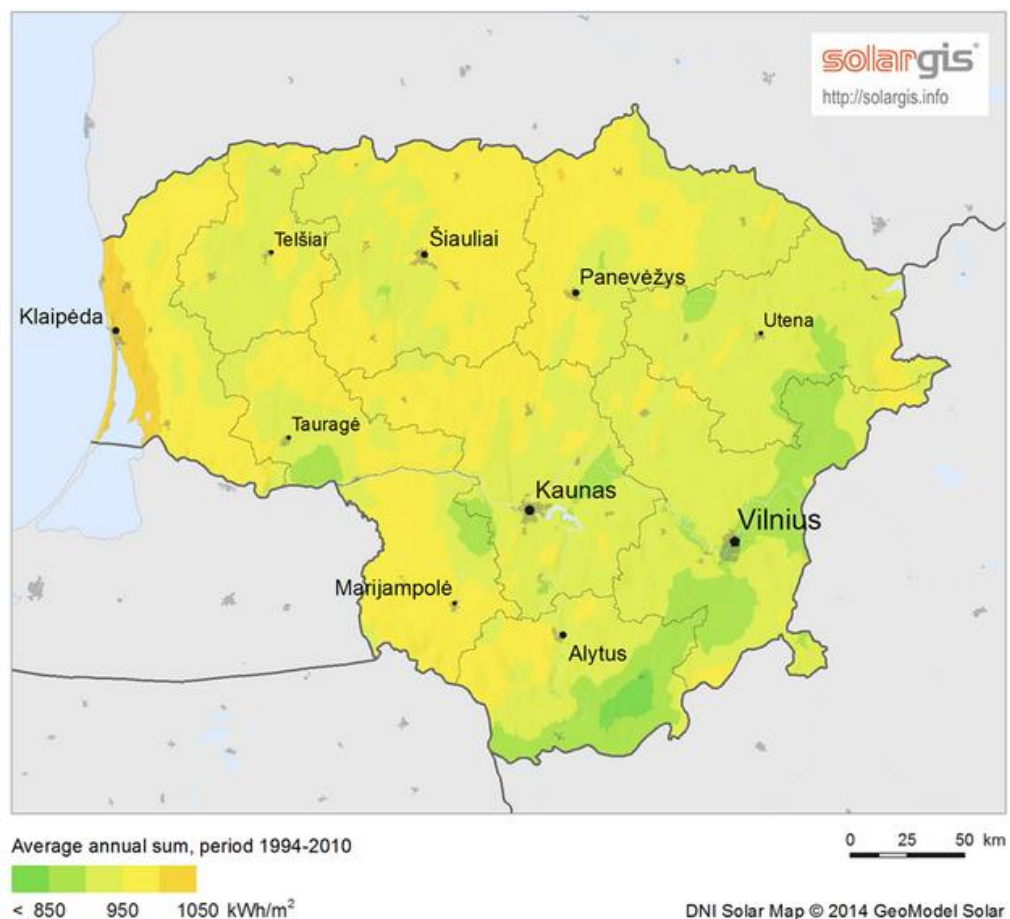 solargis
http://solargis.info
Telšiai
Šiauliai
Panevėžys
Klaipėda
Utena
Tauragė
Kaunas
Vilnius
Marijampolė
Alytus
Average annual sum, period 1994-2010
0 25 50 km
< 850 950 1050 kWh/m²
DNI Solar Map © 2014 GeoModel Solar